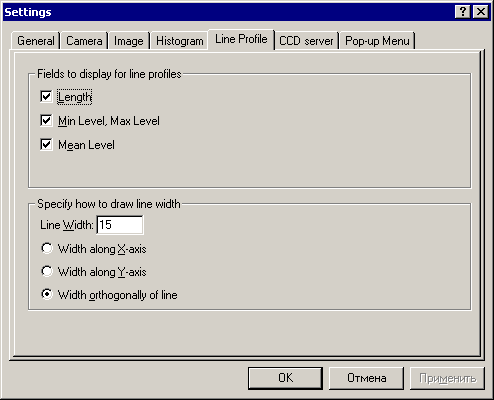 Settings
General Camera Image Histogram Line Profile CCD server Pop-up Menu
Fields to display for line profiles
Length
Min Level, Max Level
Mean Level
Specify how to draw line width
Line Width: 15
Width along X-axis
Width along Y-axis
Width orthogonally of line
OK Отмена Применить